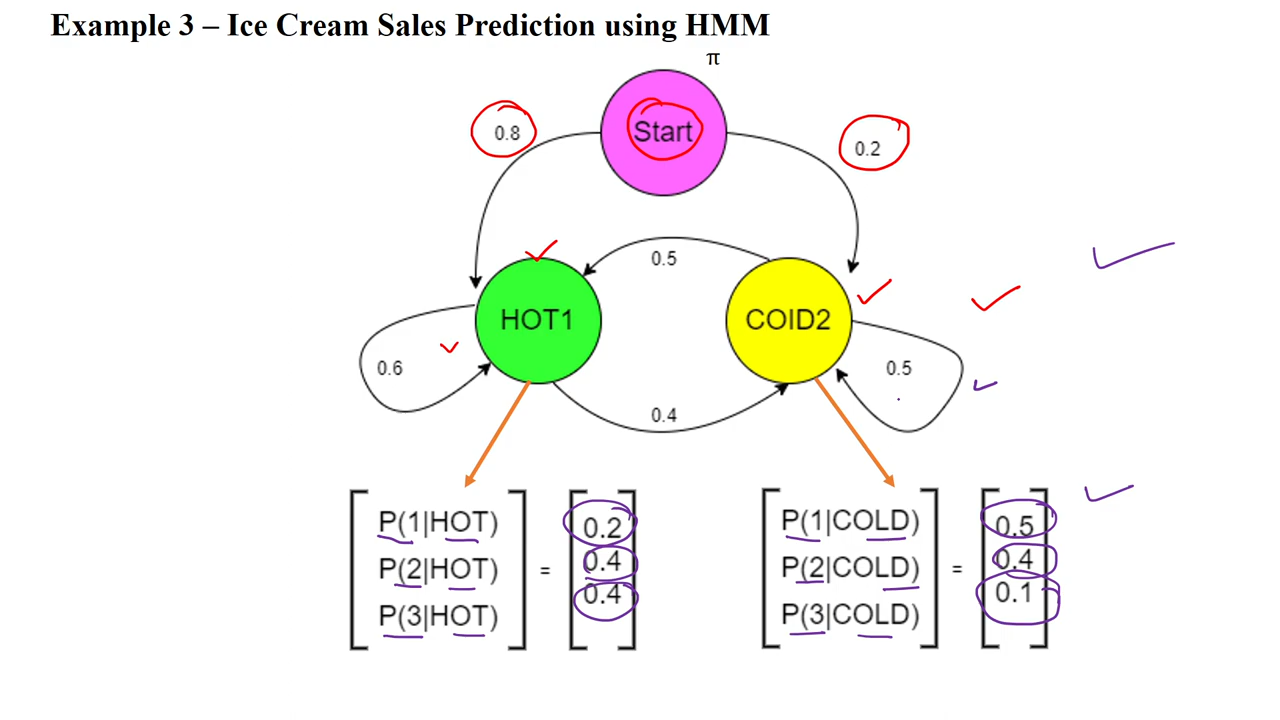 Example 3 – Ice Cream Sales Prediction using HMM
π
0.8
Start
0.2
0.5
HOT1
COID2
0.6
0.5
0.4
P(1|HOT)
P(2|HOT)
P(3|HOT)
=
0.2
0.4
0.4
P(1|COLD)
P(2|COLD)
P(3|COLD)
=
0.5
0.4
0.1